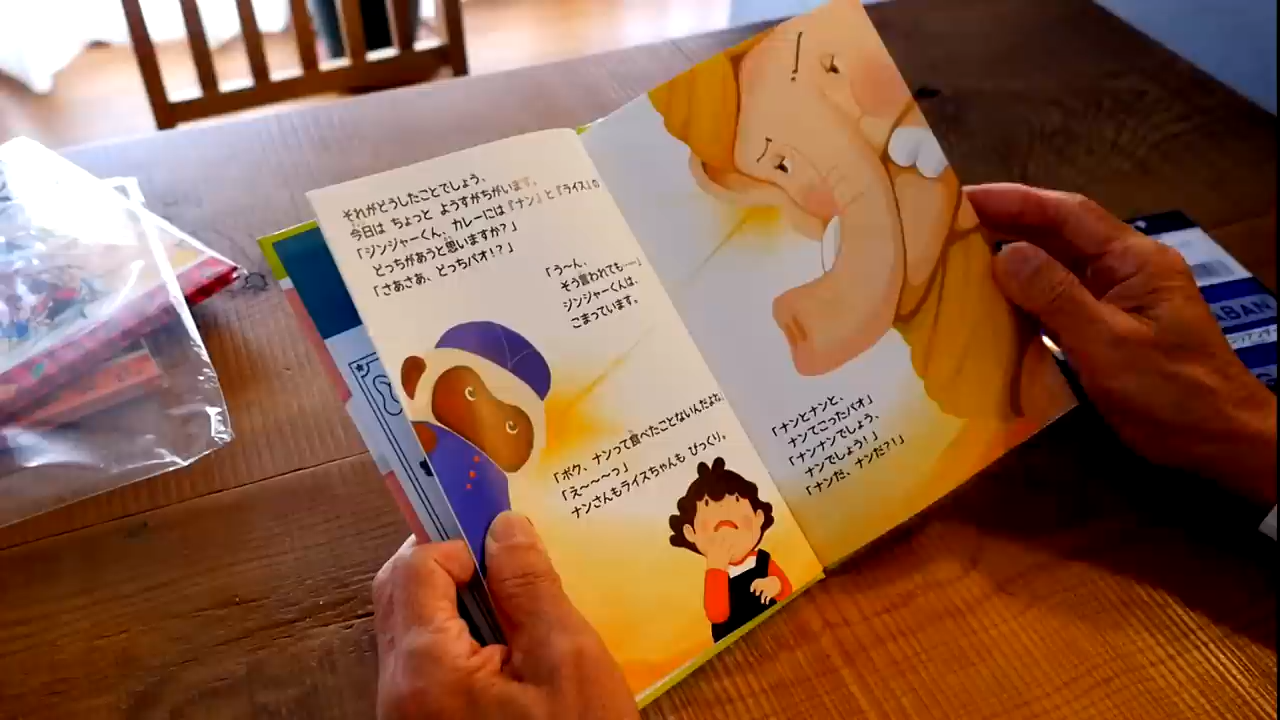 それがどうしたことでしょう、
今日は ちょっと ようすがちがいます。
「ジンジャーくん、カレーには『ナン』と『ライス』の
どっちがあうと思いますか？」
「さあさあ、どっちパオ！？」
「う〜ん、
そう言われても……」
ジンジャーくんは、
こまっています。
「ボク、ナンって食べたことないんだよな」
「え〜〜〜っ」
ナンさんもライスちゃんも びっくり。
「ナンとナンと、
ナンてこったパオ」
「ナンナンでしょう、
ナンでしょう！」
「ナンだ、ナンだ？！」
ABAN